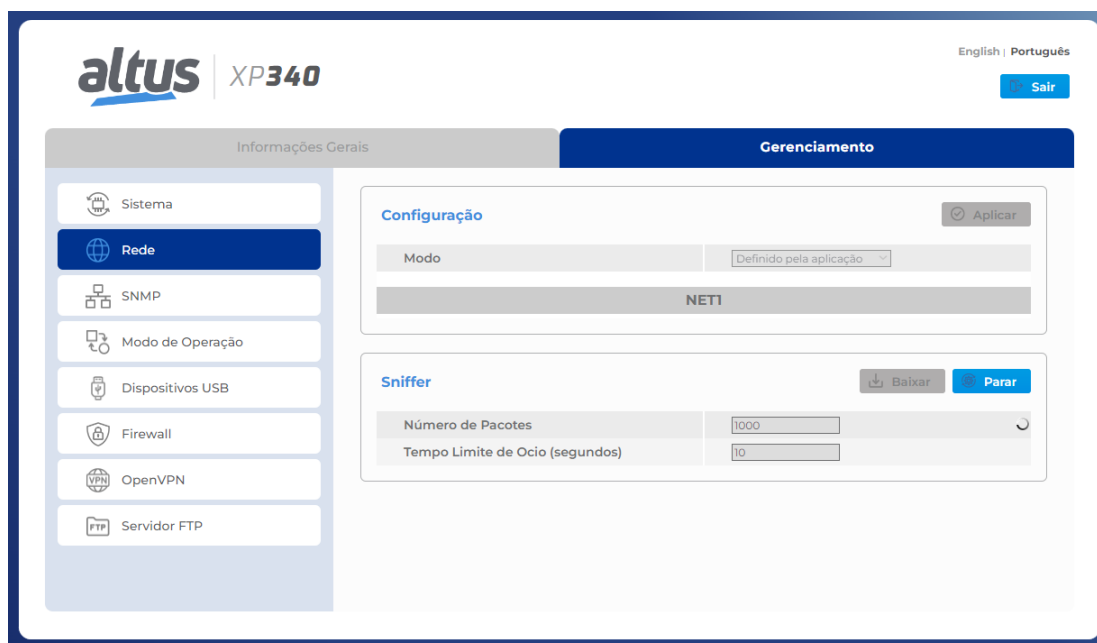 English | Português
altus XP340
Sair
Informações Gerais
Gerenciamento
Sistema
Rede
SNMP
Modo de Operação
Dispositivos USB
Firewall
VPN OpenVPN
FTP Servidor FTP
Configuração
Aplicar
Modo Definido pela aplicação
NET1
Sniffer
Baixar Parar
Número de Pacotes 1000
Tempo Limite de Ocio (segundos) 10